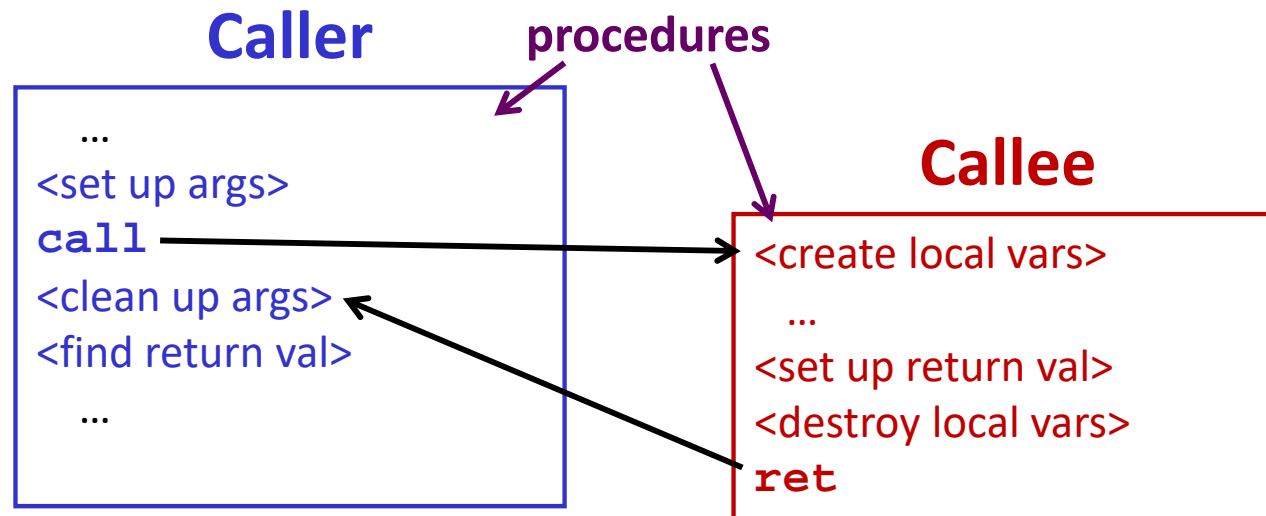 Caller
procedures
...
<set up args>
call
<clean up args>
<find return val>
...
Callee
<create local vars>
...
<set up return val>
<destroy local vars>
ret